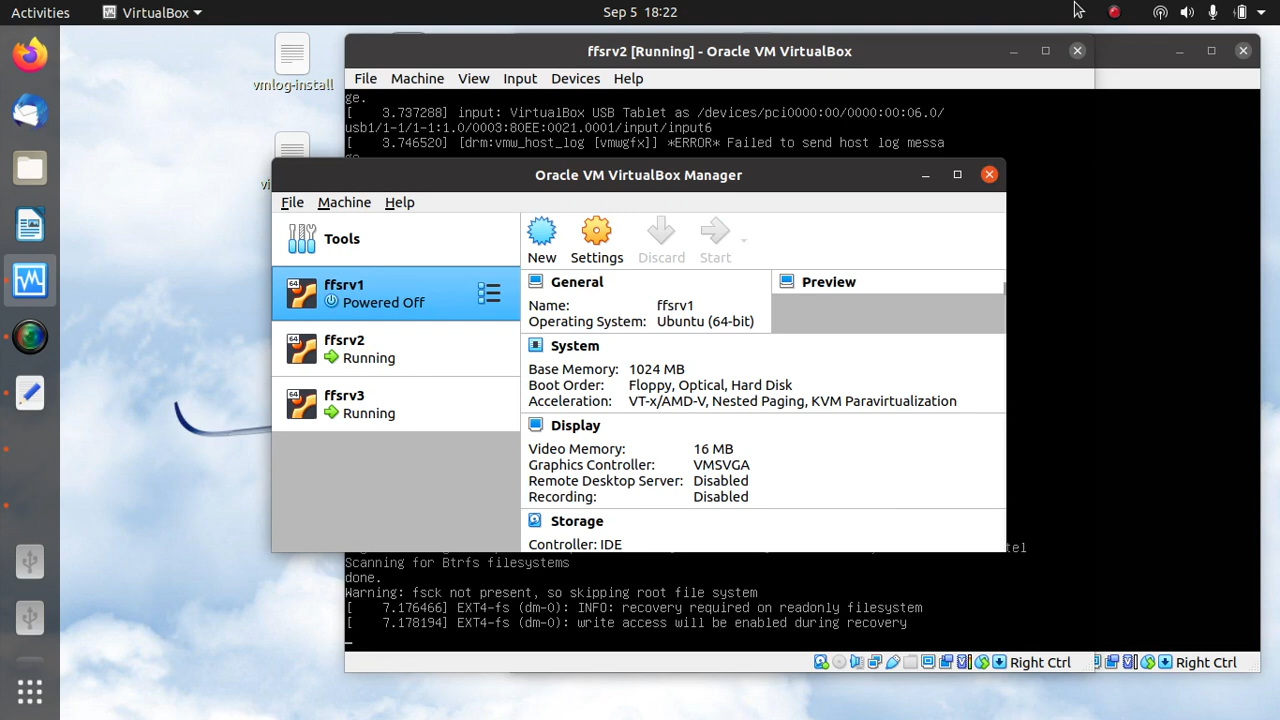 Activities
VirtualBox
Sep 5 18:22
vmlog-install
ffsrv2 [Running] - Oracle VM VirtualBox
File Machine View Input Devices Help
ge.
[    3.737288] input: VirtualBox USB Tablet as /devices/pci0000:00/0000:00:06.0/
usb1/1-1/1-1:1.0/0003:80EE:0021.0001/input/input6
[    3.746520] [drm:vmw_host_log [vmwgfx]] *ERROR* Failed to send host log messa
ge.
Oracle VM VirtualBox Manager
File Machine Help
Tools
64
ffsrv1
Powered Off
64
ffsrv2
Running
64
ffsrv3
Running
New Settings Discard Start
General
Name: ffsrv1
Operating System: Ubuntu (64-bit)
Preview
System
Base Memory: 1024 MB
Boot Order: Floppy, Optical, Hard Disk
Acceleration: VT-x/AMD-V, Nested Paging, KVM Paravirtualization
Display
Video Memory: 16 MB
Graphics Controller: VMSVGA
Remote Desktop Server: Disabled
Recording: Disabled
Storage
Controller: IDE
tel
Scanning for Btrfs filesystems
done.
Warning: fsck not present, so skipping root file system
[    7.176466] EXT4-fs (dm-0): INFO: recovery required on readonly filesystem
[    7.178194] EXT4-fs (dm-0): write access will be enabled during recovery
Right Ctrl
Right Ctrl